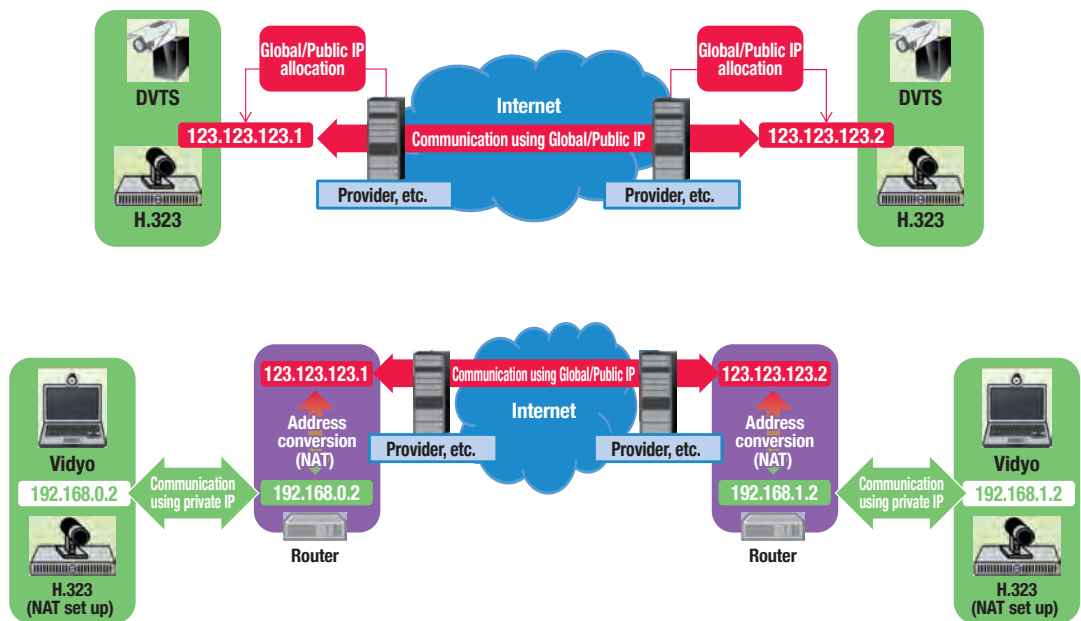 Global/Public IP
allocation
Global/Public IP
allocation
DVTS
DVTS
Internet
123.123.123.1
Communication using Global/Public IP
123.123.123.2
Provider, etc.
Provider, etc.
H.323
H.323
123.123.123.1
Communication using Global/Public IP
123.123.123.2
Internet
Address
conversion
(NAT)
Address
conversion
(NAT)
Provider, etc.
Provider, etc.
Vidyo
Vidyo
192.168.0.2
Communication
using private IP
192.168.0.2
192.168.1.2
Communication
using private IP
192.168.1.2
Router
Router
H.323
(NAT set up)
H.323
(NAT set up)